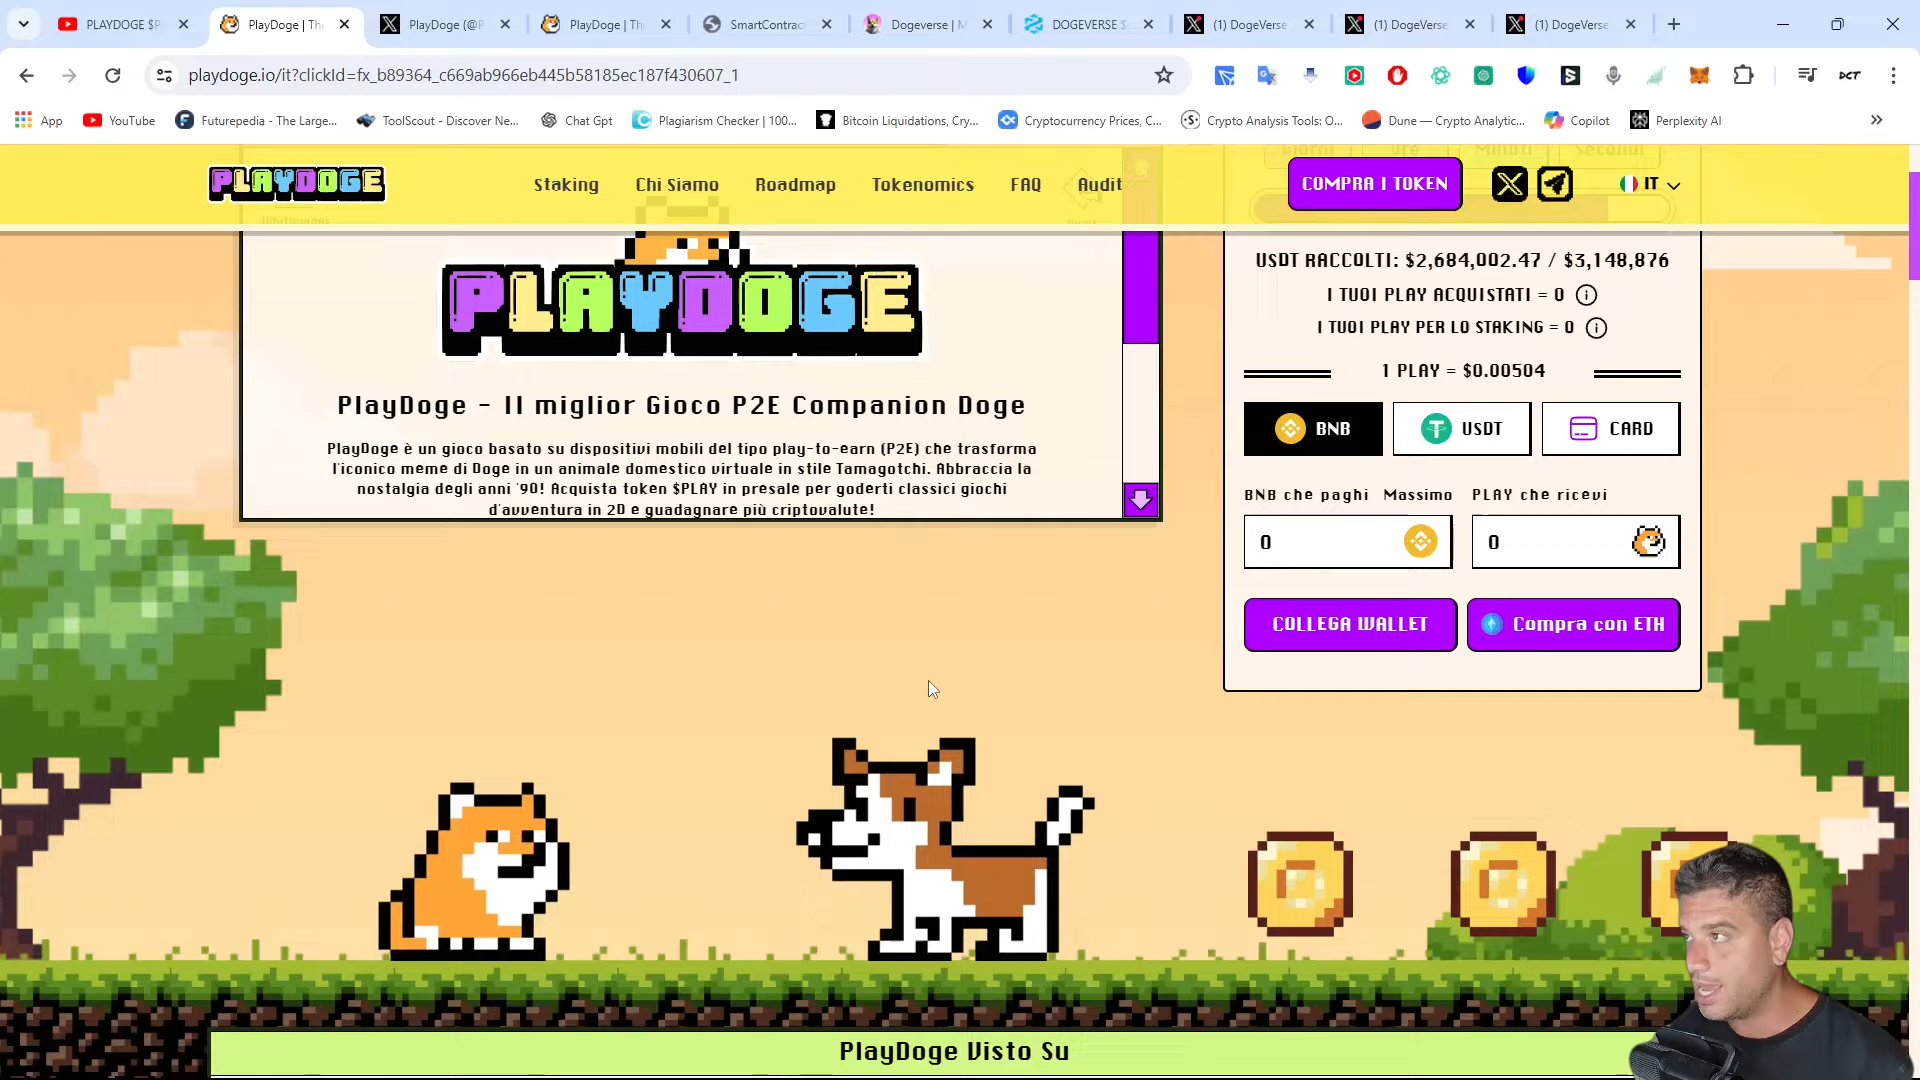 PLAYDOGE $P
PlayDoge | Th
PlayDoge (@P
PlayDoge | Th
SmartContrac
Dogeverse | M
DOGEVERSE $
(1) DogeVerse
(1) DogeVerse
(1) DogeVerse
playdoge.io/it?clickId=fx_b89364_c669ab966eb445b58185ec187f430607_1
App
YouTube
Futurepedia - The Large...
ToolScout - Discover Ne...
Chat Gpt
Plagiarism Checker | 100...
Bitcoin Liquidations, Cry...
Cryptocurrency Prices, C...
Crypto Analysis Tools: O...
Dune — Crypto Analytic...
Copilot
Perplexity AI
PLAYDOGE
Staking
Chi Siamo
Roadmap
Tokenomics
FAQ
Audit
COMPRA I TOKEN
IT
Giorni
Ore
Minuti
Secondi
PLAYDOGE
PlayDoge - Il miglior Gioco P2E Companion Doge
PlayDoge è un gioco basato su dispositivi mobili del tipo play-to-earn (P2E) che trasforma
l'iconico meme di Doge in un animale domestico virtuale in stile Tamagotchi. Abbraccia la
nostalgia degli anni '90! Acquista token $PLAY in presale per goderti classici giochi
d'avventura in 2D e guadagnare più criptovalute!
USDT RACCOLTI: $2,684,002.47 / $3,148,876
I TUOI PLAY ACQUISTATI = 0
I TUOI PLAY PER LO STAKING = 0
1 PLAY = $0.00504
BNB
USDT
CARD
BNB che paghi
Massimo
PLAY che ricevi
0
0
COLLEGA WALLET
Compra con ETH
PlayDoge Visto Su